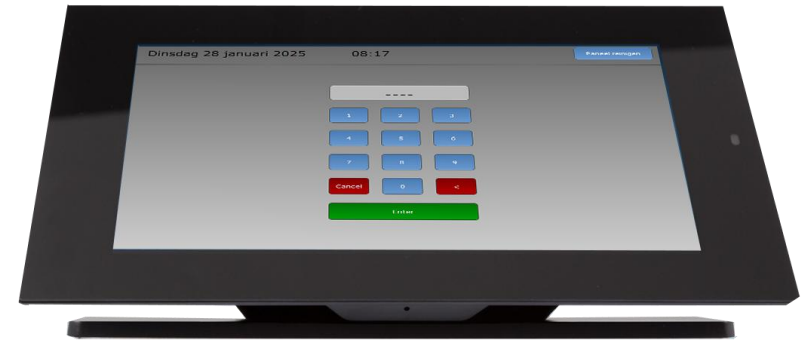 Dinsdag 28 januari 2025 08:17 Paneel reinigen
----
1 2 3
4 5 6
7 8 9
Cancel 0 <
Enter